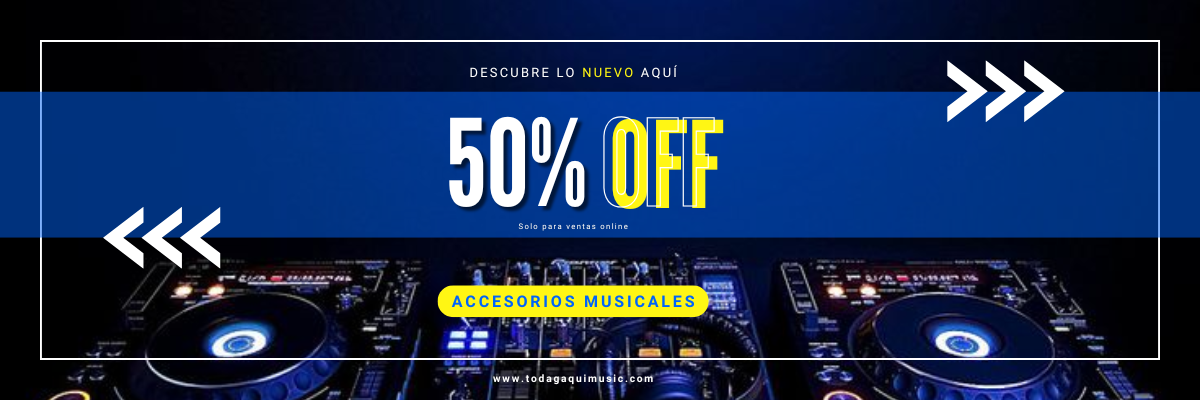 DESCUBRE LO NUEVO AQUÍ
50% OFF
Solo para ventas online
ACCESORIOS MUSICALES
www.todagaquimusic.com